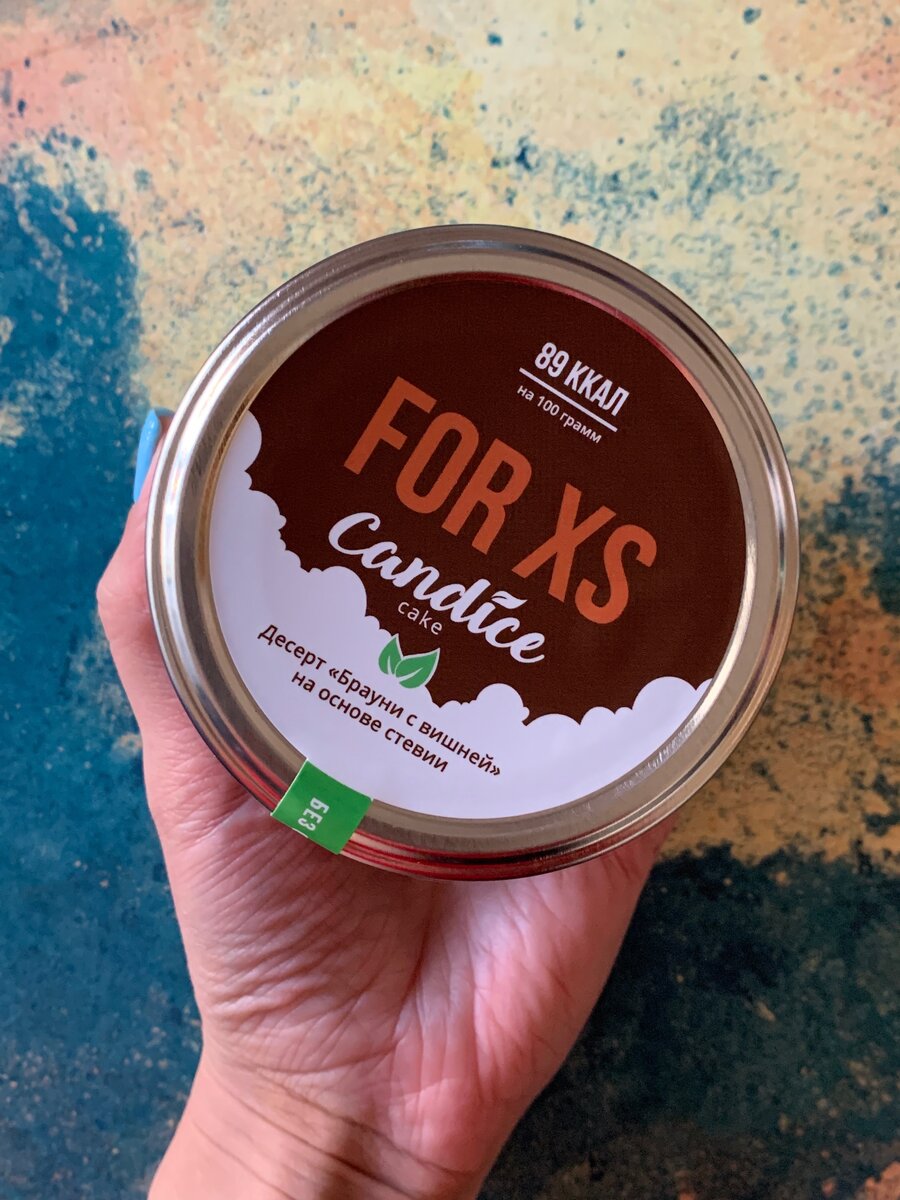 89 ККАЛ
на 100 грамм
FOR XS
Candice
cake
Десерт «Брауни с вишней»
на основе стевии
БЕЗ